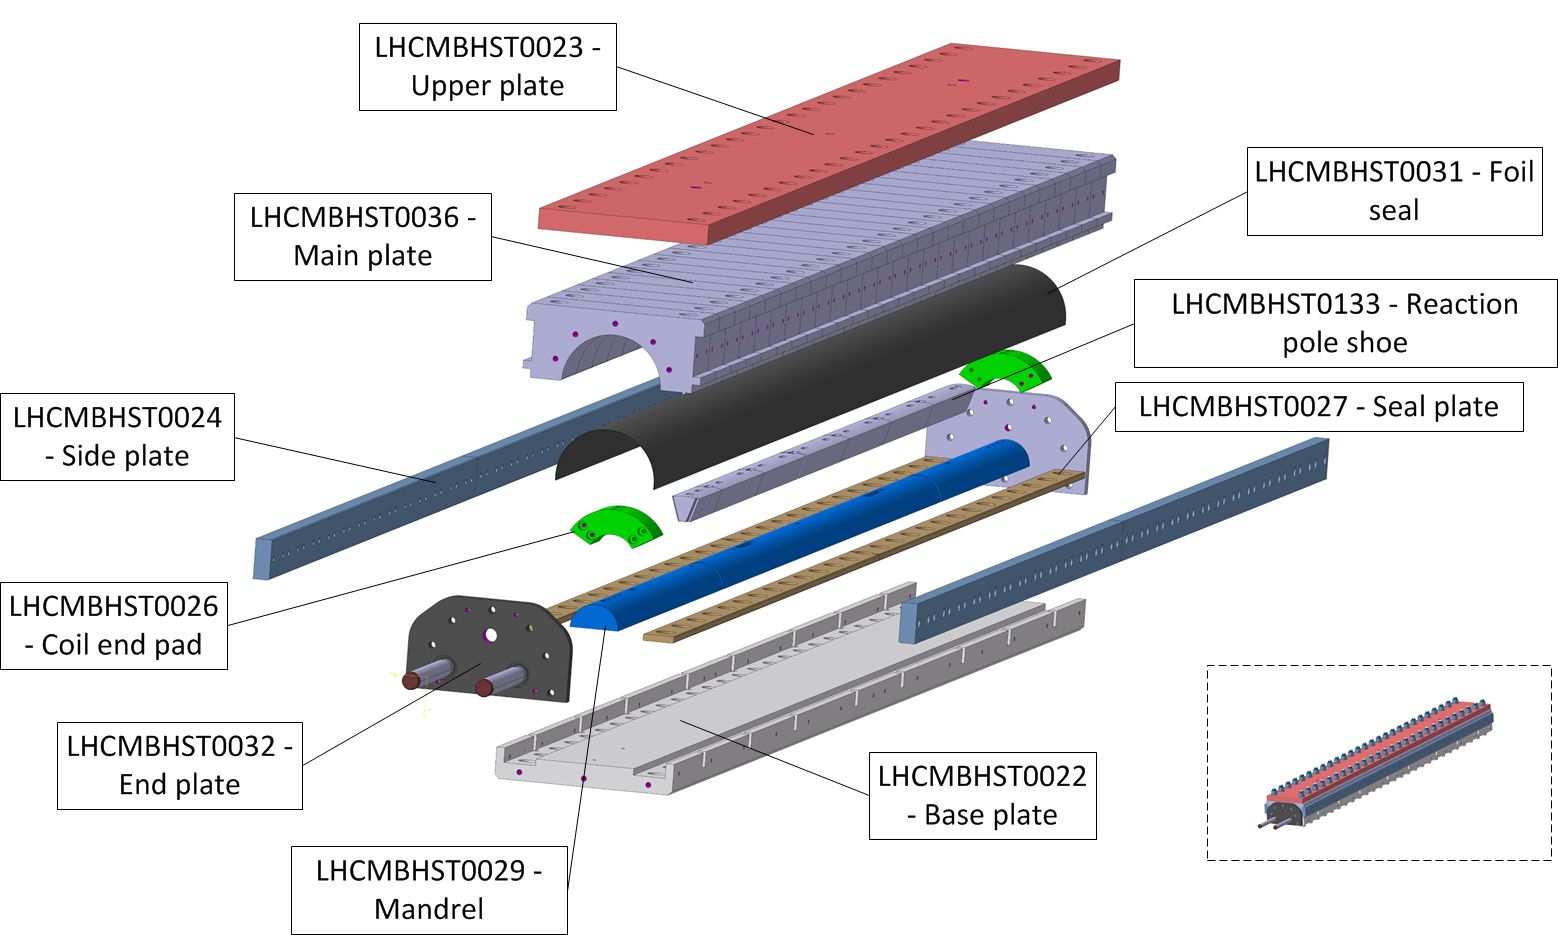 LHCMBHST0023 -
Upper plate
LHCMBHST0031 - Foil
seal
LHCMBHST0036 -
Main plate
LHCMBHST0133 - Reaction
pole shoe
LHCMBHST0027 - Seal plate
LHCMBHST0024
- Side plate
LHCMBHST0026
- Coil end pad
LHCMBHST0032 -
End plate
LHCMBHST0022
- Base plate
LHCMBHST0029 -
Mandrel